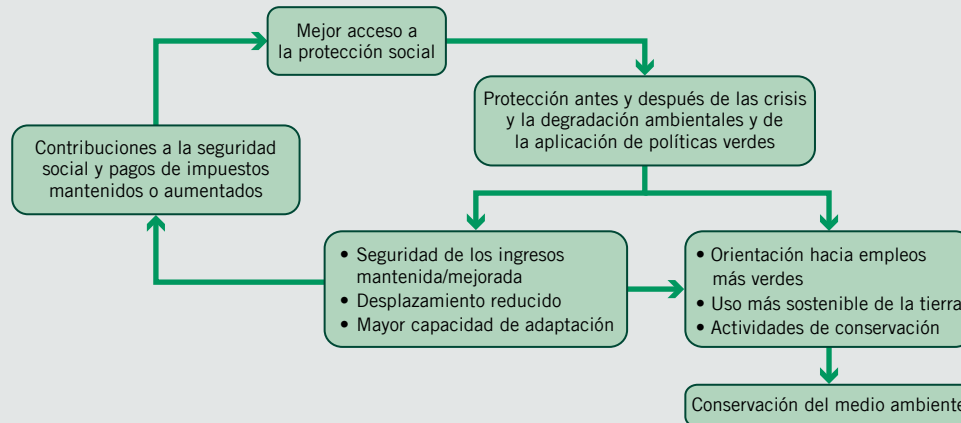 Mejor acceso a
la protección social
Protección antes y después de las crisis
y la degradación ambientales y de
la aplicación de políticas verdes
Contribuciones a la seguridad
social y pagos de impuestos
mantenidos o aumentados
• Seguridad de los ingresos
mantenida/mejorada
• Desplazamiento reducido
• Mayor capacidad de adaptación
• Orientación hacia empleos
más verdes
• Uso más sostenible de la tierra
• Actividades de conservación
Conservación del medio ambiente